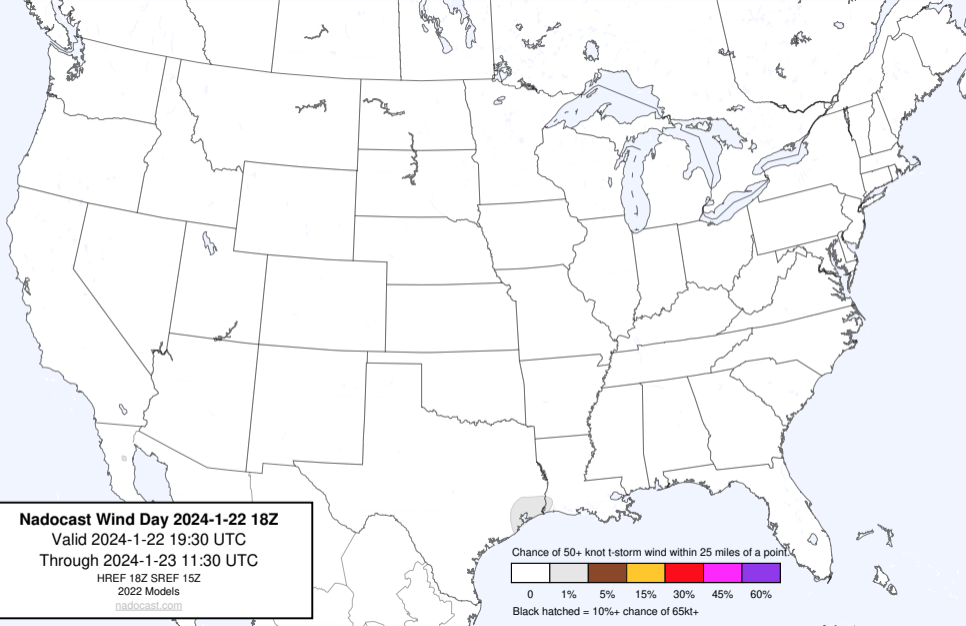 Nadocast Wind Day 2024-1-22 18Z
Valid 2024-1-22 19:30 UTC
Through 2024-1-23 11:30 UTC
HREF 18Z SREF 15Z
2022 Models
nadocast.com
Chance of 50+ knot t-storm wind within 25 miles of a point.
0 1% 5% 15% 30% 45% 60%
Black hatched = 10%+ chance of 65kt+